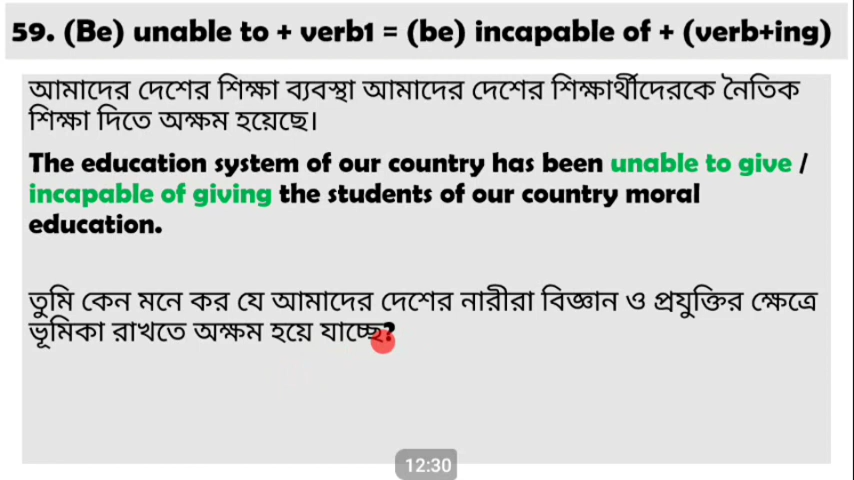 59. (Be) unable to + verb1 = (be) incapable of + (verb+ing)
আমাদের দেশের শিক্ষা ব্যবস্থা আমাদের দেশের শিক্ষার্থীদেরকে নৈতিক
শিক্ষা দিতে অক্ষম হয়েছে।
The education system of our country has been unable to give /
incapable of giving the students of our country moral
education.
তুমি কেন মনে কর যে আমাদের দেশের নারীরা বিজ্ঞান ও প্রযুক্তির ক্ষেত্রে
ভূমিকা রাখতে অক্ষম হয়ে যাচ্ছে?
12:30